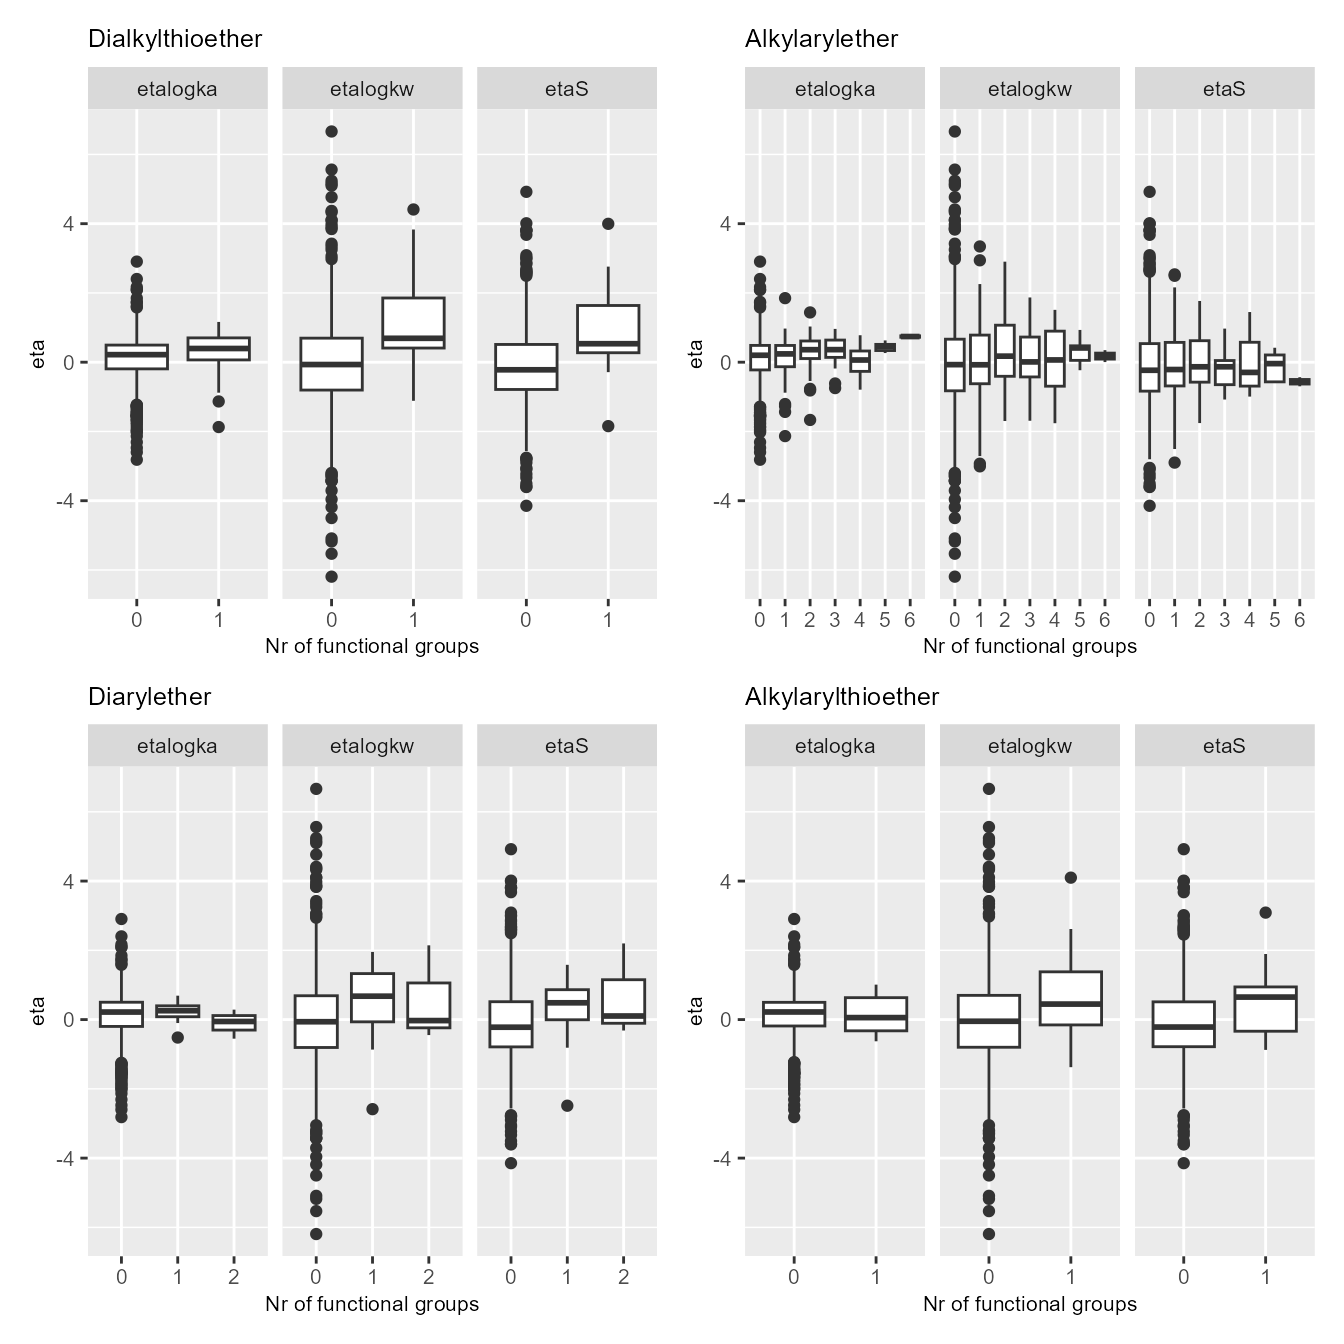 Dialkylthioether
etalogka etalogkw etaS
eta
4
0
-4
0 1 0 1 0 1
Nr of functional groups
Alkylarylether
etalogka etalogkw etaS
eta
4
0
-4
0 1 2 3 4 5 6 0 1 2 3 4 5 6 0 1 2 3 4 5 6
Nr of functional groups
Diarylether
etalogka etalogkw etaS
eta
4
0
-4
0 1 2 0 1 2 0 1 2
Nr of functional groups
Alkylarylthioether
etalogka etalogkw etaS
eta
4
0
-4
0 1 0 1 0 1
Nr of functional groups